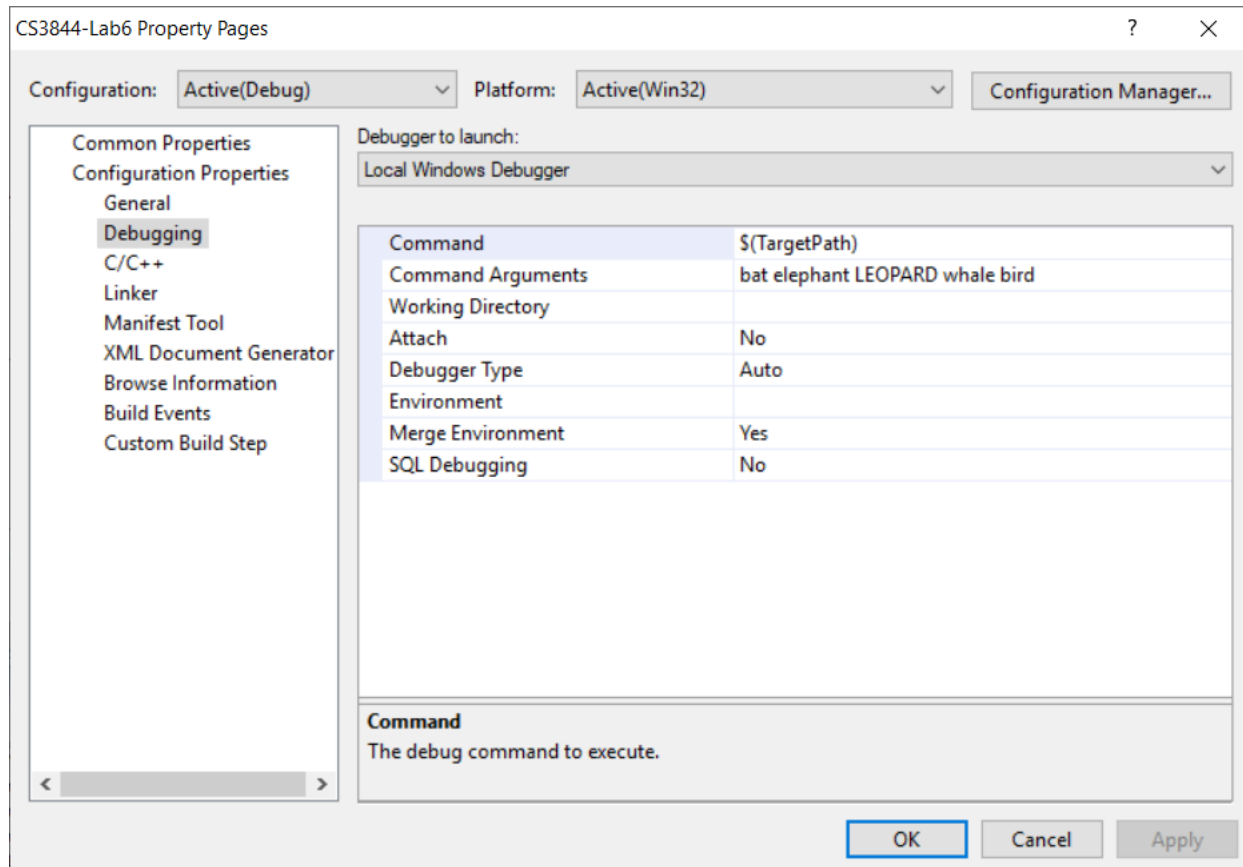 CS3844-Lab6 Property Pages
?
Configuration: Active(Debug) Platform: Active(Win32) Configuration Manager...
Common Properties
Configuration Properties
General
Debugging
C/C++
Linker
Manifest Tool
XML Document Generator
Browse Information
Build Events
Custom Build Step
Debugger to launch:
Local Windows Debugger
Command $(TargetPath)
Command Arguments bat elephant LEOPARD whale bird
Working Directory
Attach No
Debugger Type Auto
Environment
Merge Environment Yes
SQL Debugging No
Command
The debug command to execute.
OK Cancel Apply